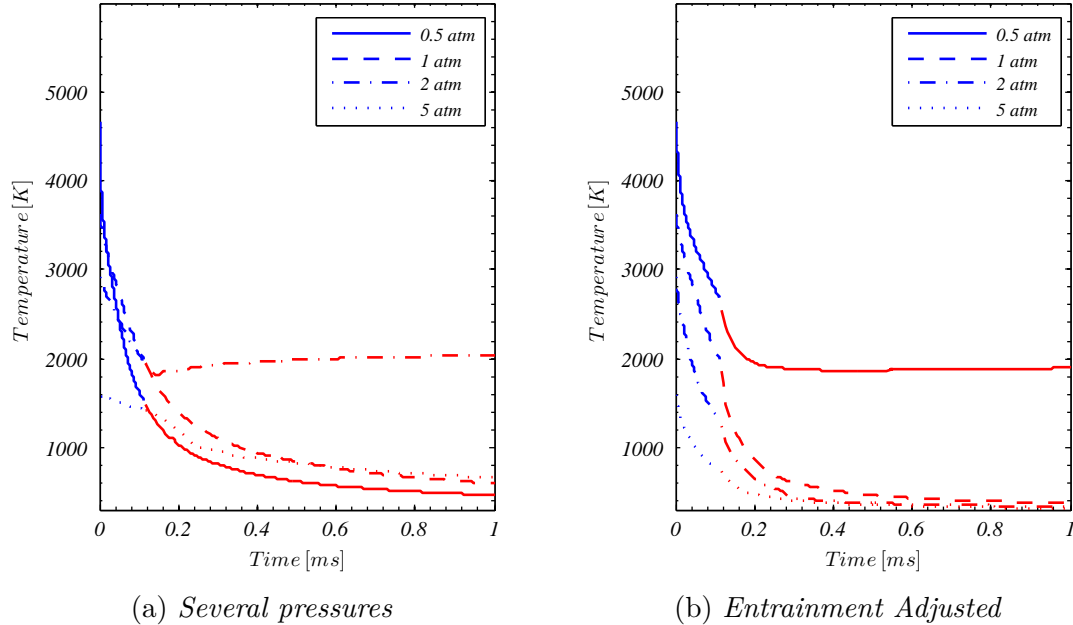 0.5 atm
1 atm
2 atm
5 atm
5000
4000
3000
2000
1000
0
0.2
0.4
0.6
0.8
1
Temperature [K]
Time [ms]
(a) Several pressures
0.5 atm
1 atm
2 atm
5 atm
5000
4000
3000
2000
1000
0
0.2
0.4
0.6
0.8
1
Temperature [K]
Time [ms]
(b) Entrainment Adjusted